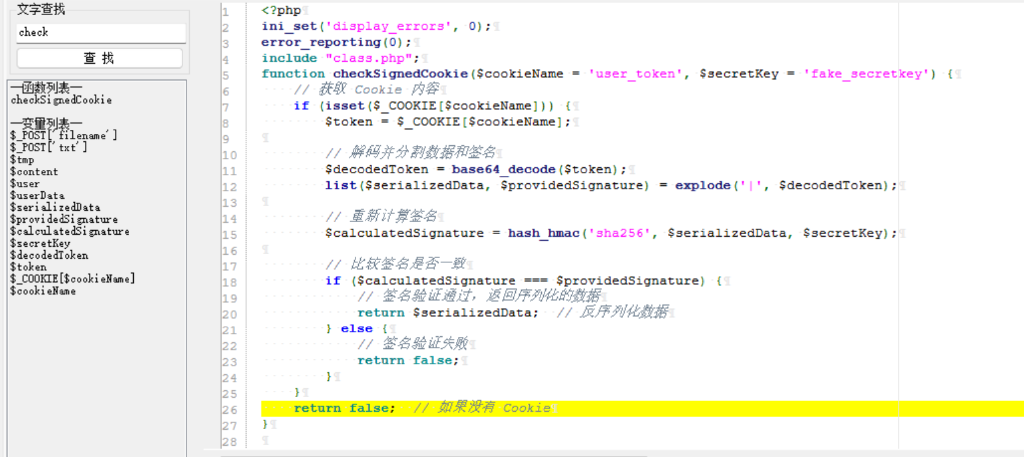 文字查找
check
查 找
—函数列表—
checkSignedCookie
—变量列表—
$_POST['filename']
$_POST['txt']
$tmp
$content
$user
$userData
$serializedData
$providedSignature
$calculatedSignature
$secretKey
$decodedToken
$token
$_COOKIE[$cookieName]
$cookieName
1 <?php
2 ini_set('display_errors', 0);
3 error_reporting(0);
4 include "class.php";
5 function checkSignedCookie($cookieName = 'user_token', $secretKey = 'fake_secretkey') {
6 // 获取 Cookie 内容
7 if (isset($_COOKIE[$cookieName])) {
8 $token = $_COOKIE[$cookieName];
9
10 // 解码并分割数据和签名
11 $decodedToken = base64_decode($token);
12 list($serializedData, $providedSignature) = explode('|', $decodedToken);
13
14 // 重新计算签名
15 $calculatedSignature = hash_hmac('sha256', $serializedData, $secretKey);
16
17 // 比较签名是否一致
18 if ($calculatedSignature === $providedSignature) {
19 // 签名验证通过，返回序列化的数据
20 return $serializedData; // 反序列化数据
21 } else {
22 // 签名验证失败
23 return false;
24 }
25 }
26 return false; // 如果没有 Cookie
27 }
28